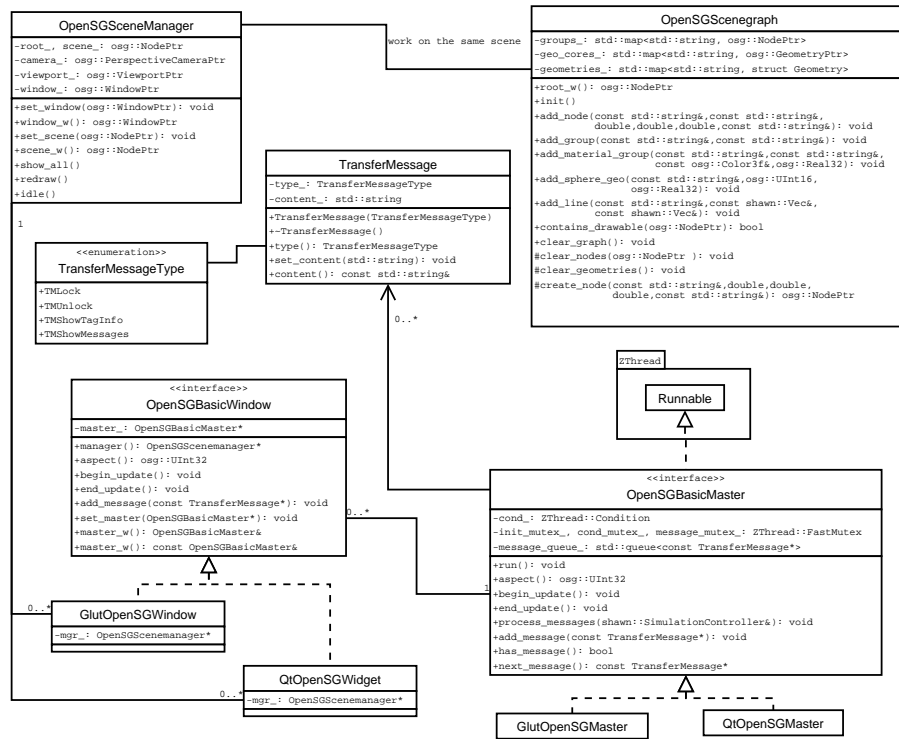 OpenSGSceneManager
-root_, scene_: osg::NodePtr
-camera_: osg::PerspectiveCameraPtr
-viewport_: osg::ViewportPtr
-window_: osg::WindowPtr
+set_window(osg::WindowPtr): void
+window_w(): osg::WindowPtr
+set_scene(osg::NodePtr): void
+scene_w(): osg::NodePtr
+show_all()
+redraw()
+idle()
1
work on the same scene
OpenSGScenegraph
-groups_: std::map<std::string, osg::NodePtr>
-geo_cores_: std::map<std::string, osg::GeometryPtr>
-geometries_: std::map<std::string, struct Geometry>
+root_w(): osg::NodePtr
+init()
+add_node(const std::string&,const std::string&,
double,double,double,const std::string&): void
+add_group(const std::string&,const std::string&): void
+add_material_group(const std::string&,const std::string&,
const osg::Color3f&,osg::Real32): void
+add_sphere_geo(const std::string&,osg::UInt16,
osg::Real32): void
+add_line(const std::string&,const shawn::Vec&,
const shawn::Vec&): void
+contains_drawable(osg::NodePtr): bool
+clear_graph(): void
#clear_nodes(osg::NodePtr ): void
#clear_geometries(): void
#create_node(const std::string&,double,double,
double,const std::string&): osg::NodePtr
TransferMessage
-type_: TransferMessageType
-content_: std::string
+TransferMessage(TransferMessageType)
+~TransferMessage()
+type(): TransferMessageType
+set_content(std::string): void
+content(): const std::string&
0..*
<<enumeration>>
TransferMessageType
+TMLock
+TMUnlock
+TMShowTagInfo
+TMShowMessages
ZThread
Runnable
<<interface>>
OpenSGBasicWindow
-master_: OpenSGBasicMaster*
+manager(): OpenSGScenemanager*
+aspect(): osg::UInt32
+begin_update(): void
+end_update(): void
+add_message(const TransferMessage*): void
+set_master(OpenSGBasicMaster*): void
+master_w(): OpenSGBasicMaster&
+master_w(): const OpenSGBasicMaster&
0..*
<<interface>>
OpenSGBasicMaster
-cond_: ZThread::Condition
-init_mutex_, cond_mutex_, message_mutex_: ZThread::FastMutex
-message_queue_: std::queue<const TransferMessage*>
+run(): void
+aspect(): osg::UInt32
+begin_update(): void
+end_update(): void
+process_messages(shawn::SimulationController&): void
+add_message(const TransferMessage*): void
+has_message(): bool
+next_message(): const TransferMessage*
1
0..*
GlutOpenSGWindow
-mgr_: OpenSGScenemanager*
0..*
QtOpenSGWidget
-mgr_: OpenSGScenemanager*
GlutOpenSGMaster
QtOpenSGMaster